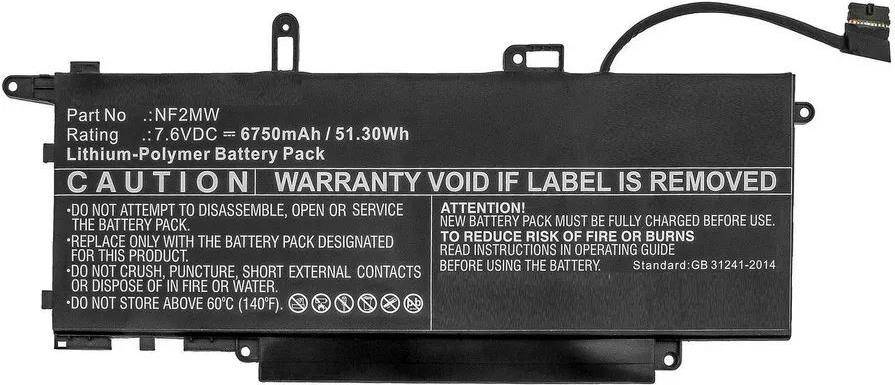 Part No .:NF2MW
Rating .:7.6VDC ⎓ 6750mAh / 51.30Wh
Lithium-Polymer Battery Pack
CAUTION WARRANTY VOID IF LABEL IS REMOVED
•DO NOT ATTEMPT TO DISASSEMBLE, OPEN OR SERVICE
THE BATTERY PACK.
•REPLACE ONLY WITH THE BATTERY PACK DESIGNATED
FOR THIS PRODUCT.
•DO NOT CRUSH, PUNCTURE, SHORT EXTERNAL CONTACTS
OR DISPOSE OF IN FIRE OR WATER.
•DO NOT STORE ABOVE 60°C (140°F)
ATTENTION!
NEW BATTERY PACK MUST BE FULLY CHARGED BEFORE USE.
TO REDUCE RISK OF FIRE OR BURNS
READ INSTRUCTIONS IN OPERATING GUIDE
BEFORE USING THE BATTERY. Standard:GB 31241-2014